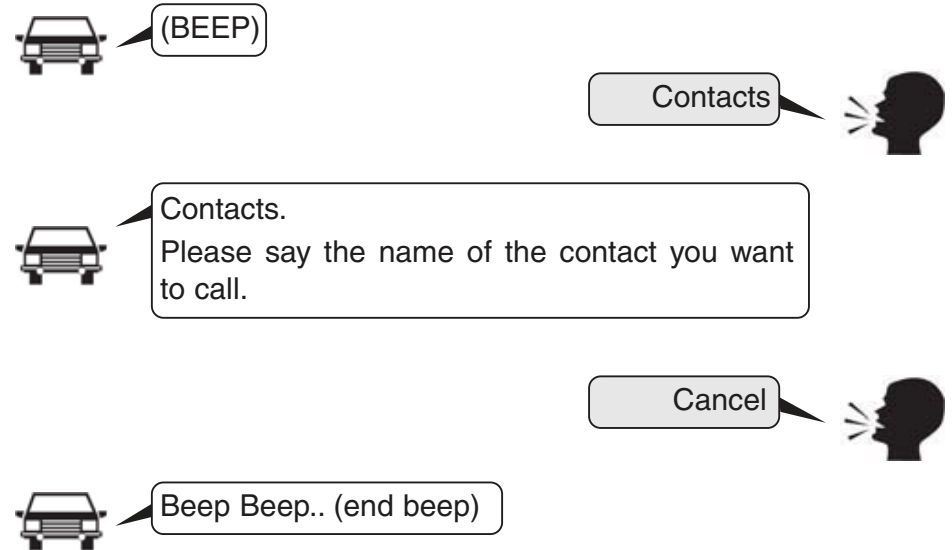 (BEEP)
Contacts
Contacts.
Please say the name of the contact you want
to call.
Cancel
Beep Beep.. (end beep)